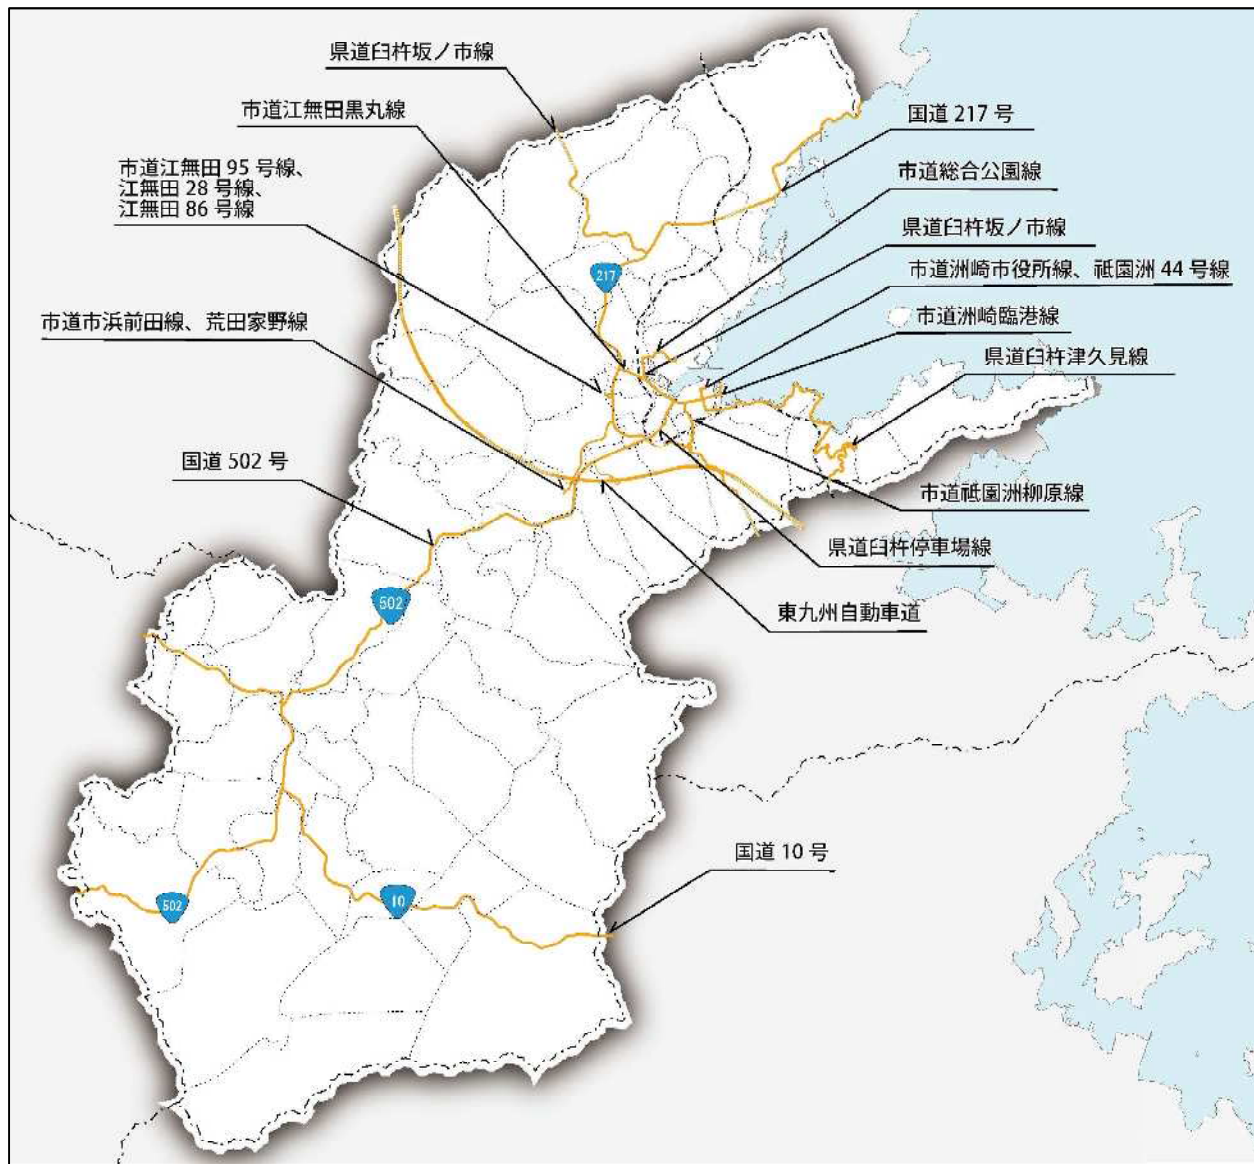 県道臼杵坂ノ市線
市道江無田黒丸線
国道 217 号
市道江無田 95 号線、
江無田 28 号線、
江無田 86 号線
市道総合公園線
県道臼杵坂ノ市線
217
市道洲崎市役所線、祇園洲 44 号線
市道市浜前田線、荒田家野線
市道洲崎臨港線
県道臼杵津久見線
国道 502 号
市道祇園洲柳原線
県道臼杵停車場線
502
東九州自動車道
国道 10 号
502
10